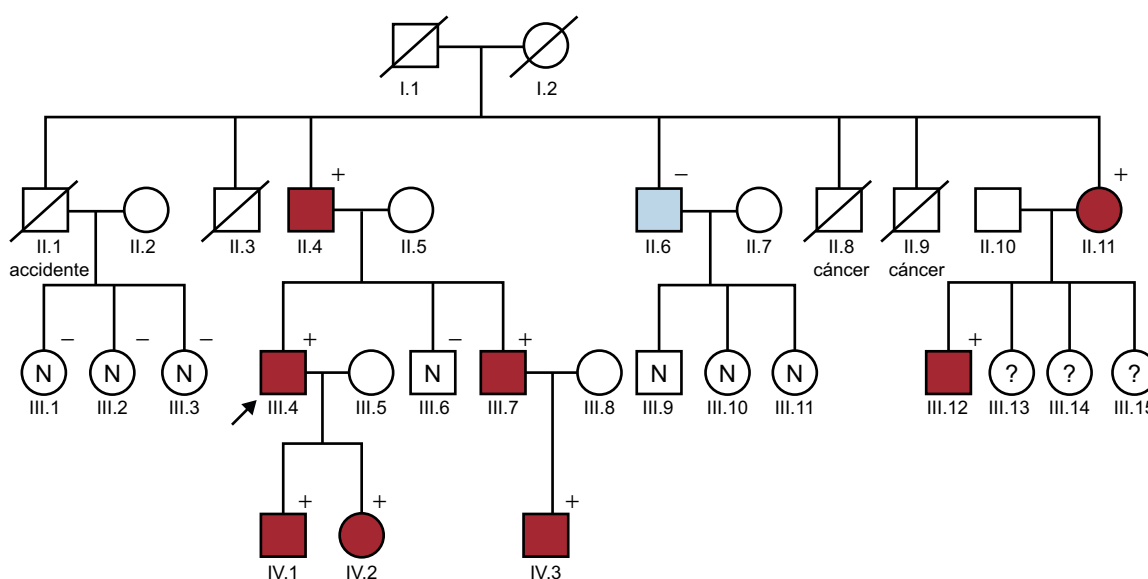 I.1 I.2
+ − +
II.1 II.2 II.3 II.4 II.5 II.6 II.7 II.8 II.9 II.10 II.11
accidente cáncer cáncer
− − − + − + +
N N N N N N N ? ? ?
III.1 III.2 III.3 III.4 III.5 III.6 III.7 III.8 III.9 III.10 III.11 III.12 III.13 III.14 III.15
+ + +
IV.1 IV.2 IV.3